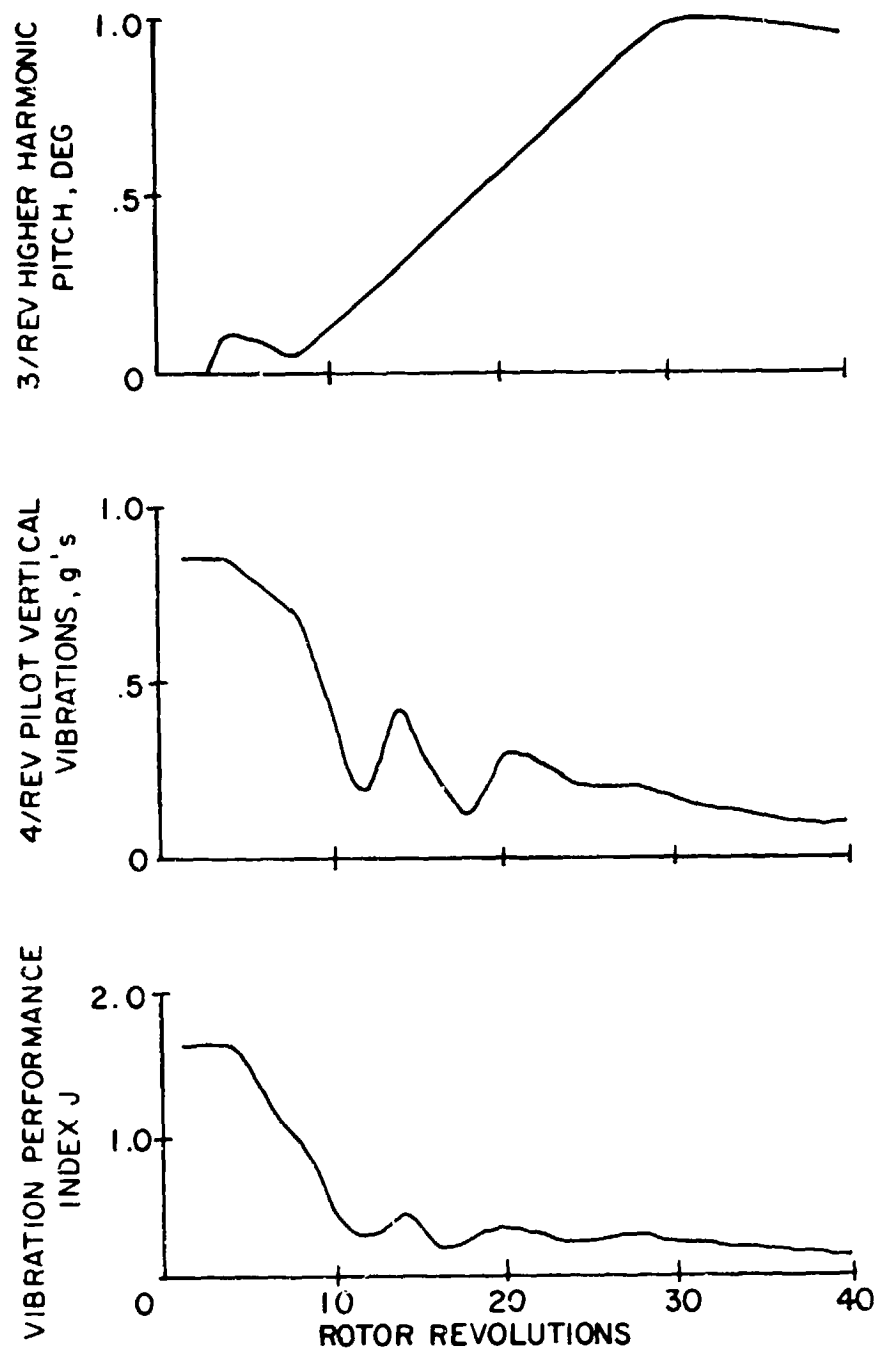 3/REV HIGHER HARMONIC
PITCH, DEG
1.0
.5
0
4/REV PILOT VERTICAL
VIBRATIONS, g's
1.0
.5
0
VIBRATION PERFORMANCE
INDEX J
2.0
1.0
0 10 20 30 40
ROTOR REVOLUTIONS